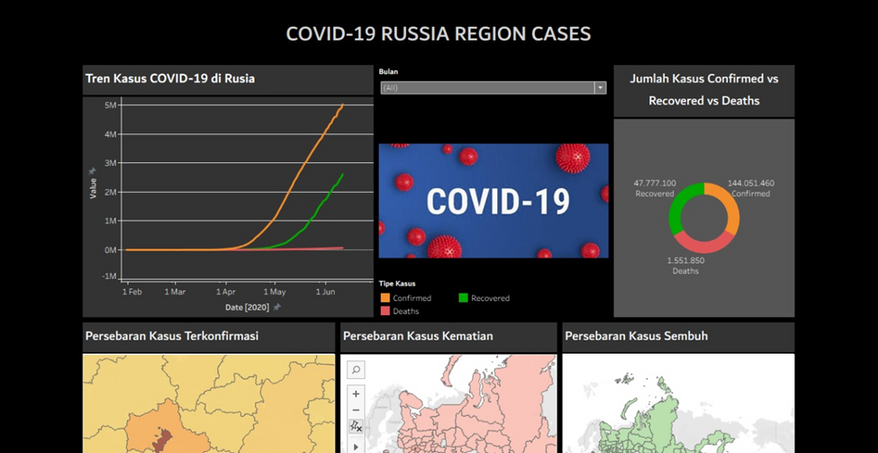 COVID-19 RUSSIA REGION CASES
Tren Kasus COVID-19 di Rusia
5M
4M
3M
2M
1M
0M
-1M
Value
1 Feb
1 Mar
1 Apr
1 May
1 Jun
Date [2020]
Bulan
(All)
COVID-19
Tipe Kasus
Confirmed
Recovered
Deaths
Jumlah Kasus Confirmed vs
Recovered vs Deaths
47.777.100
Recovered
144.051.460
Confirmed
1.551.850
Deaths
Persebaran Kasus Terkonfirmasi
Persebaran Kasus Kematian
Persebaran Kasus Sembuh